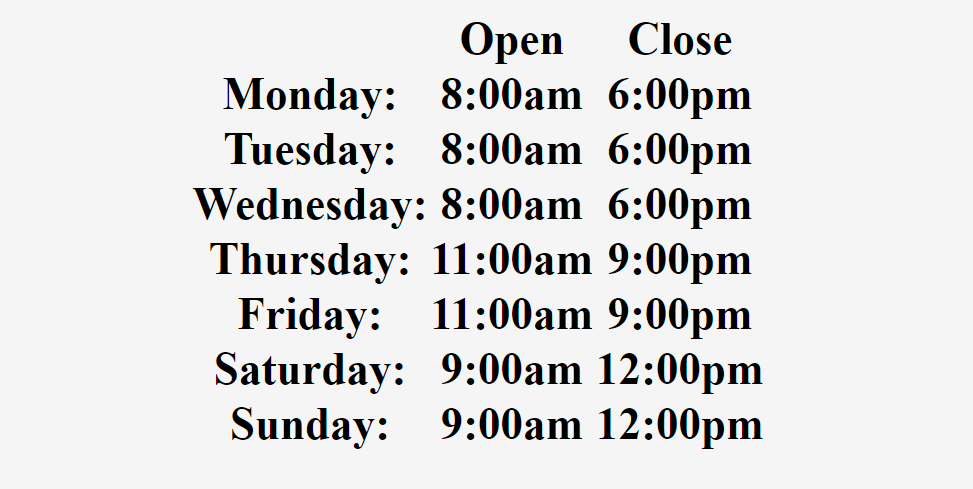 Open Close
Monday: 8:00am 6:00pm
Tuesday: 8:00am 6:00pm
Wednesday: 8:00am 6:00pm
Thursday: 11:00am 9:00pm
Friday: 11:00am 9:00pm
Saturday: 9:00am 12:00pm
Sunday: 9:00am 12:00pm